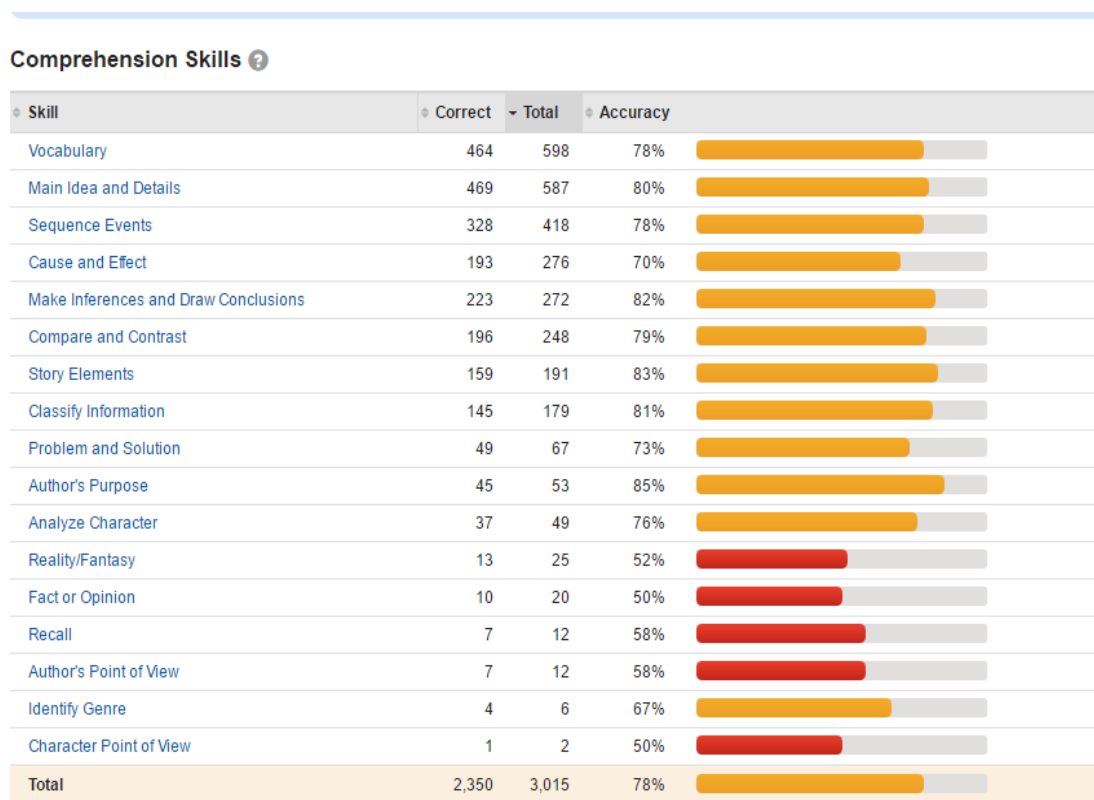 Comprehension Skills ?
Skill Correct Total Accuracy
Vocabulary 464 598 78%
Main Idea and Details 469 587 80%
Sequence Events 328 418 78%
Cause and Effect 193 276 70%
Make Inferences and Draw Conclusions 223 272 82%
Compare and Contrast 196 248 79%
Story Elements 159 191 83%
Classify Information 145 179 81%
Problem and Solution 49 67 73%
Author's Purpose 45 53 85%
Analyze Character 37 49 76%
Reality/Fantasy 13 25 52%
Fact or Opinion 10 20 50%
Recall 7 12 58%
Author's Point of View 7 12 58%
Identify Genre 4 6 67%
Character Point of View 1 2 50%
Total 2,350 3,015 78%